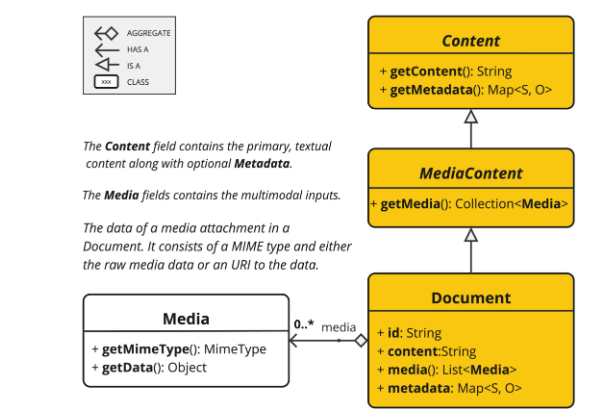 AGGREGATE
HAS A
IS A
xxx
CLASS
Content
+ getContent(): String
+ getMetadata(): Map<S, O>
The Content field contains the primary, textual
content along with optional Metadata.
MediaContent
+ getMedia(): Collection<Media>
The Media fields contains the multimodal inputs.
The data of a media attachment in a
Document. It consists of a MIME type and either
the raw media data or an URI to the data.
Document
+ id: String
+ content:String
+ media(): List<Media>
+ metadata: Map<S, O>
0..* media
Media
+ getMimeType(): MimeType
+ getData(): Object